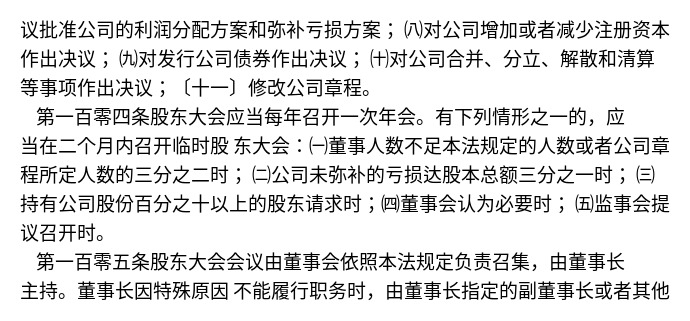 议批准公司的利润分配方案和弥补亏损方案；㈧对公司增加或者减少注册资本
作出决议；㈨对发行公司债券作出决议；㈩对公司合并、分立、解散和清算
等事项作出决议；〔十一〕修改公司章程。
第一百零四条股东大会应当每年召开一次年会。有下列情形之一的，应
当在二个月内召开临时股 东大会：㈠董事人数不足本法规定的人数或者公司章
程所定人数的三分之二时；㈡公司未弥补的亏损达股本总额三分之一时；㈢
持有公司股份百分之十以上的股东请求时；㈣董事会认为必要时；㈤监事会提
议召开时。
第一百零五条股东大会会议由董事会依照本法规定负责召集，由董事长
主持。董事长因特殊原因 不能履行职务时，由董事长指定的副董事长或者其他